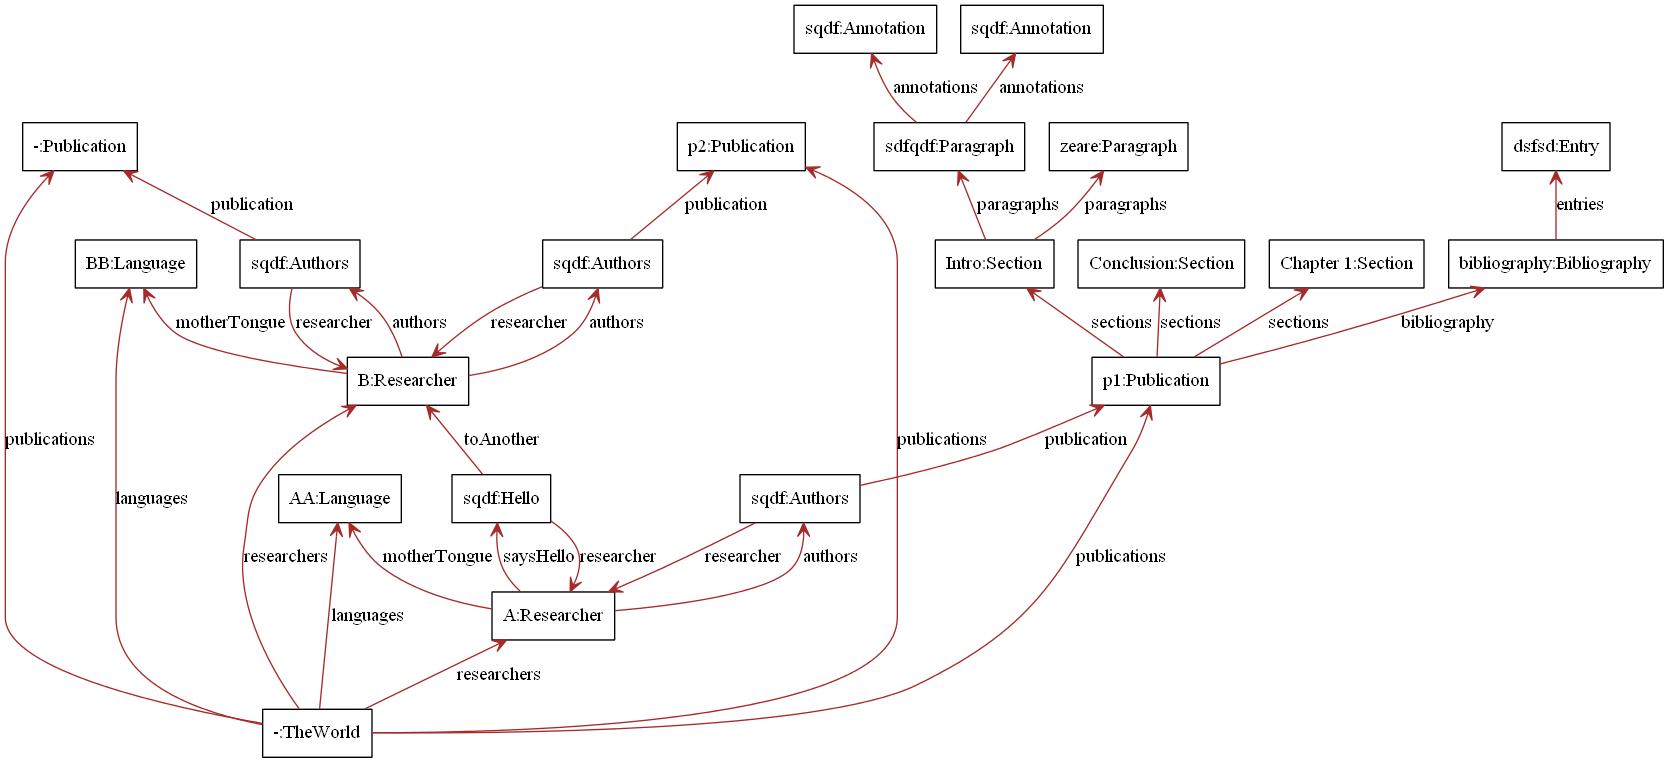 sqdf:Annotation
sqdf:Annotation
annotations
annotations
-:Publication
p2:Publication
sdfqdf:Paragraph
zeare:Paragraph
dsfsd:Entry
publication
publication
paragraphs
paragraphs
entries
BB:Language
sqdf:Authors
sqdf:Authors
Intro:Section
Conclusion:Section
Chapter 1:Section
bibliography:Bibliography
motherTongue
researcher
authors
researcher
authors
sections
sections
sections
bibliography
B:Researcher
p1:Publication
publications
toAnother
publications
publication
languages
AA:Language
sqdf:Hello
sqdf:Authors
researchers
motherTongue
saysHello
researcher
researcher
authors
publications
languages
A:Researcher
researchers
-:TheWorld